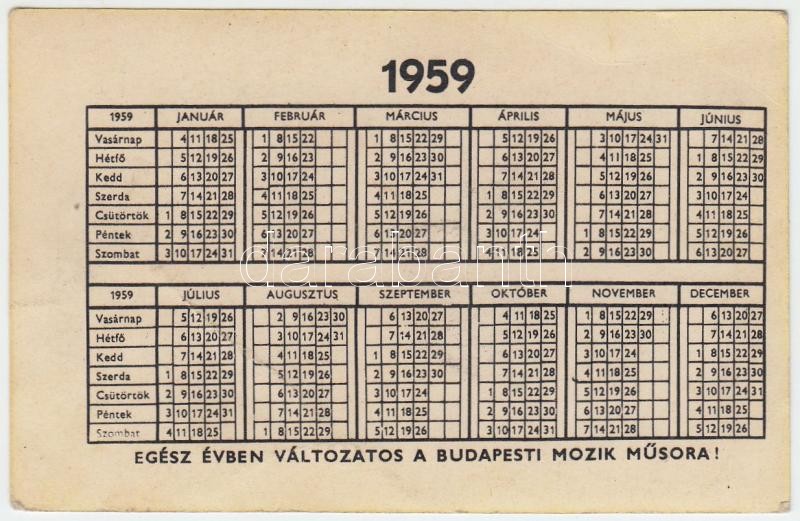 1959
1959 JANUÁR FEBRUÁR MÁRCIUS ÁPRILIS MÁJUS JÚNIUS
Vasárnap 4 11 18 25 1 8 15 22 1 8 15 22 29 5 12 19 26 3 10 17 24 31 7 14 21 28
Hétfő 5 12 19 26 2 9 16 23 2 9 16 23 30 6 13 20 27 4 11 18 25 1 8 15 22 29
Kedd 6 13 20 27 3 10 17 24 3 10 17 24 31 7 14 21 28 5 12 19 26 2 9 16 23 30
Szerda 7 14 21 28 4 11 18 25 4 11 18 25 1 8 15 22 29 6 13 20 27 3 10 17 24
Csütörtök 1 8 15 22 29 5 12 19 26 5 12 19 26 2 9 16 23 30 7 14 21 28 4 11 18 25
Péntek 2 9 16 23 30 6 13 20 27 6 13 20 27 3 10 17 24 1 8 15 22 29 5 12 19 26
Szombat 3 10 17 24 31 7 14 21 28 7 14 21 28 4 11 18 25 2 9 16 23 30 6 13 20 27
darabanth
1959 JÚLIUS AUGUSZTUS SZEPTEMBER OKTÓBER NOVEMBER DECEMBER
Vasárnap 5 12 19 26 2 9 16 23 30 6 13 20 27 4 11 18 25 1 8 15 22 29 6 13 20 27
Hétfő 6 13 20 27 3 10 17 24 31 7 14 21 28 5 12 19 26 2 9 16 23 30 7 14 21 28
Kedd 7 14 21 28 4 11 18 25 1 8 15 22 29 6 13 20 27 3 10 17 24 1 8 15 22 29
Szerda 1 8 15 22 29 5 12 19 26 2 9 16 23 30 7 14 21 28 4 11 18 25 2 9 16 23 30
Csütörtök 2 9 16 23 30 6 13 20 27 3 10 17 24 1 8 15 22 29 5 12 19 26 3 10 17 24 31
Péntek 3 10 17 24 31 7 14 21 28 4 11 18 25 2 9 16 23 30 6 13 20 27 4 11 18 25
Szombat 4 11 18 25 1 8 15 22 29 5 12 19 26 3 10 17 24 31 7 14 21 28 5 12 19 26
EGÉSZ ÉVBEN VÁLTOZATOS A BUDAPESTI MOZIK MŰSORA!